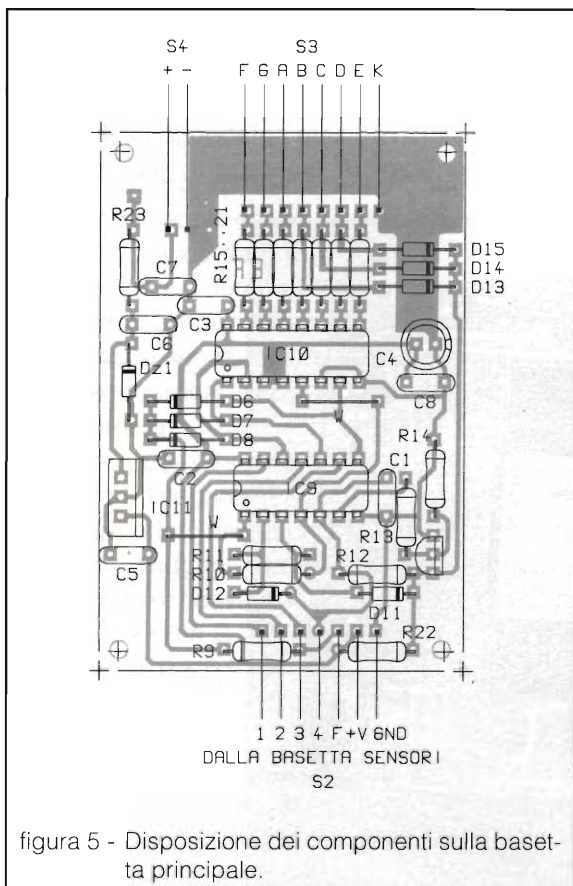 S4 S3
+ - F G A B C D E K
R23
C7
R15..21
D15
D14
D13
C3
C6
IC10
C4
Dz1
C8
D6
W
D7
D8
R14
C2
C1
IC9
IC11
R13
W
R11
R12
C5
R10
D12
D11
R9
R22
1 2 3 4 F +V GND
DALLA BASETTA SENSORI
S2
figura 5 - Disposizione dei componenti sulla baset-
ta principale.